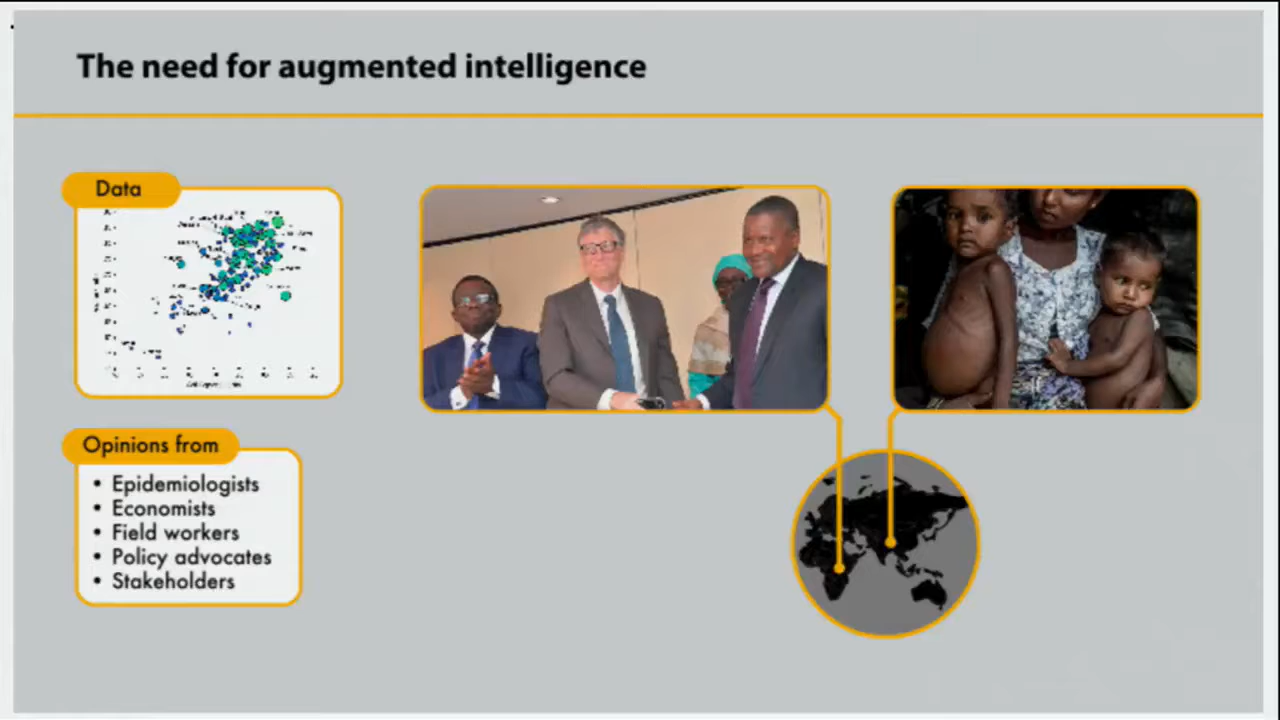 The need for augmented intelligence
Data
Opinions from
• Epidemiologists
• Economists
• Field workers
• Policy advocates
• Stakeholders